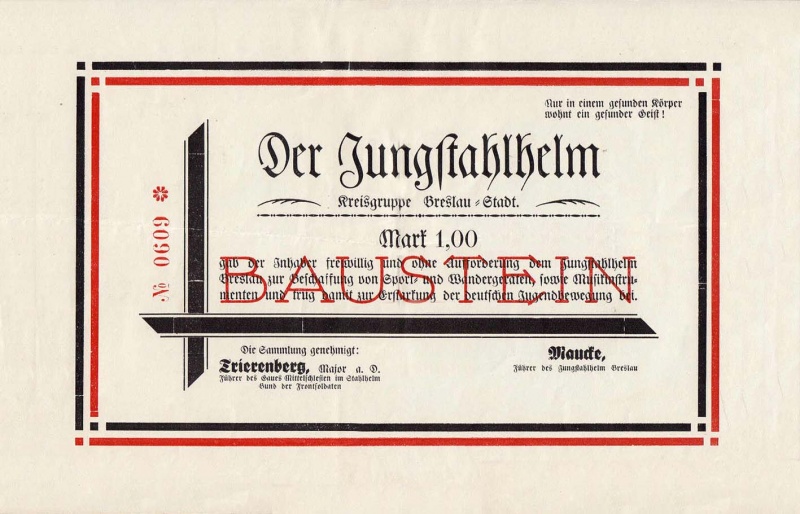 Nur in einem gesunden Körper
wohnt ein gesunder Geist!
Der Jungstahlhelm
Kreisgruppe Breslau-Stadt.
№ 0609
Mark 1,00
BAUSTEIN
gab der Inhaber freiwillig und ohne Aufforderung dem Jungstahlhelm
Breslau zur Beschaffung von Sport- und Wandergeräten, sowie Musikinstru-
menten und trug damit zur Erstarkung der deutschen Jugendbewegung bei.
Die Sammlung genehmigt:
Trierenberg, Major a. D.
Führer des Gaues Mittelschlesien im Stahlhelm
Bund der Frontsoldaten
Maucke,
Führer des Jungstahlhelm Breslau